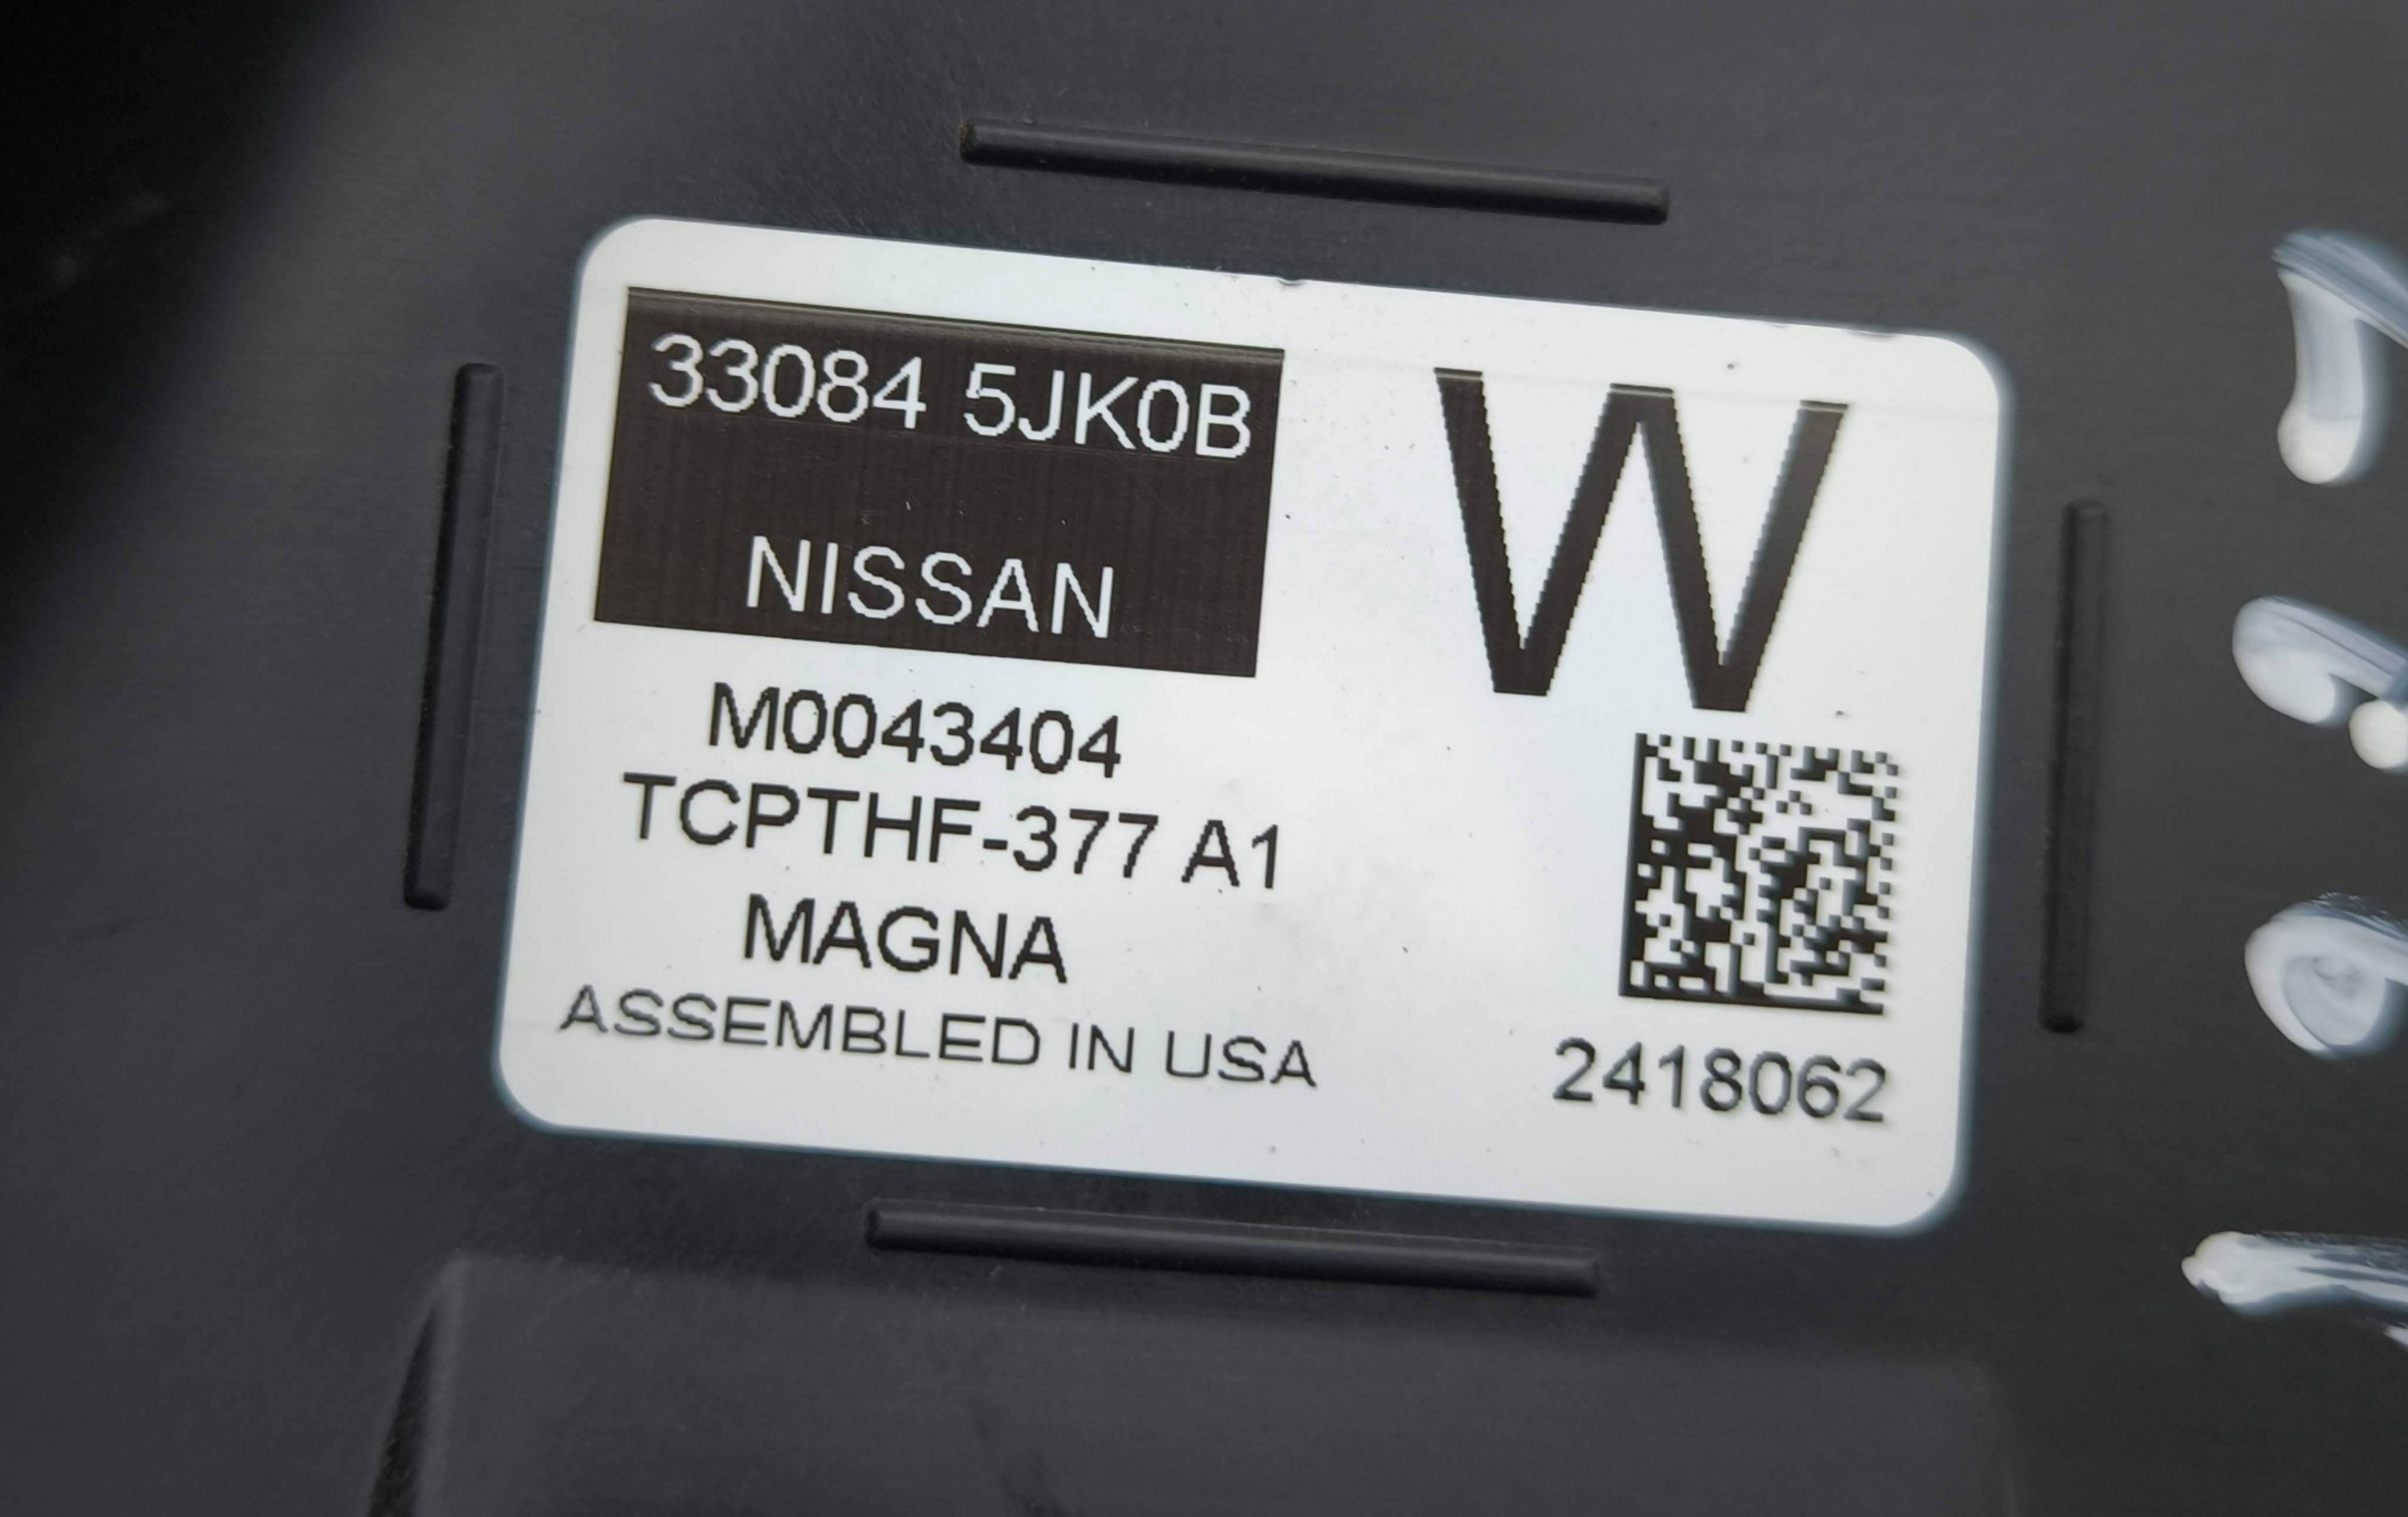 33084 5JK0B
NISSAN
W
M0043404
TCPTHF-377 A1
MAGNA
ASSEMBLED IN USA
2418062